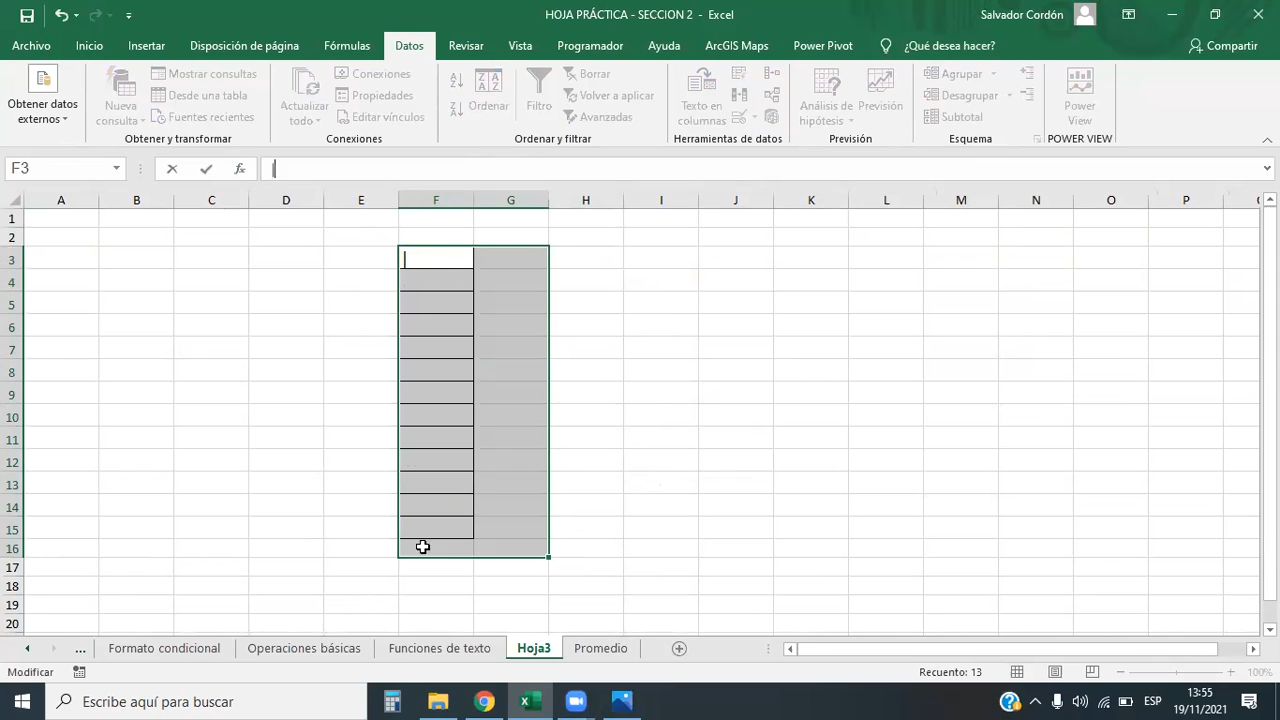 HOJA PRÁCTICA - SECCION 2 - Excel
Salvador Cordón
Archivo Inicio Insertar Disposición de página Fórmulas Datos Revisar Vista Programador Ayuda ArcGIS Maps Power Pivot ¿Qué desea hacer? Compartir
Obtener datos externos
Nueva consulta
Mostrar consultas
Desde una tabla
Fuentes recientes
Obtener y transformar
Actualizar todo
Conexiones
Propiedades
Editar vínculos
Conexiones
Ordenar
Filtro
Borrar
Volver a aplicar
Avanzadas
Ordenar y filtrar
Texto en columnas
Herramientas de datos
Análisis de hipótesis
Previsión
Previsión
Agrupar
Desagrupar
Subtotal
Esquema
Power View
POWER VIEW
F3
fx
A B C D E F G H I J K L M N O P
1
2
3
4
5
6
7
8
9
10
11
12
13
14
15
16
17
18
19
20
... Formato condicional Operaciones básicas Funciones de texto Hoja3 Promedio
Modificar
Recuento: 13
100%
Escribe aquí para buscar
ESP
13:55
19/11/2021